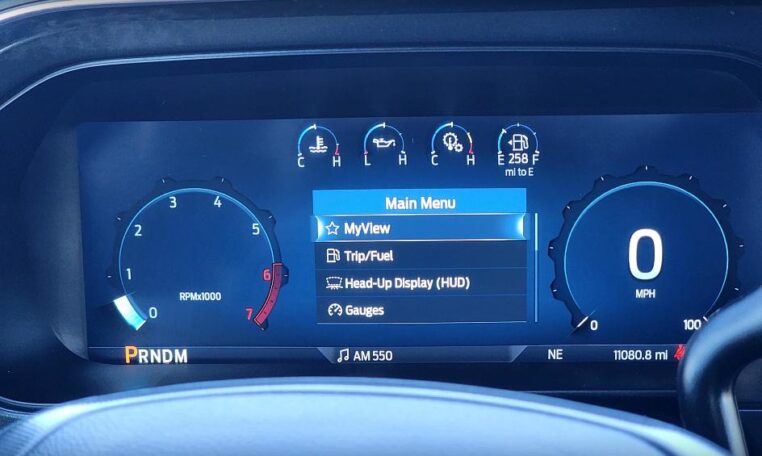 C H
L H
C H
E 258 F
mi to E
Main Menu
MyView
Trip/Fuel
Head-Up Display (HUD)
Gauges
0
1
2
3
4
5
6
7
RPMx1000
0
MPH
0
100
PRNDM
AM 550
NE
11080.8 mi